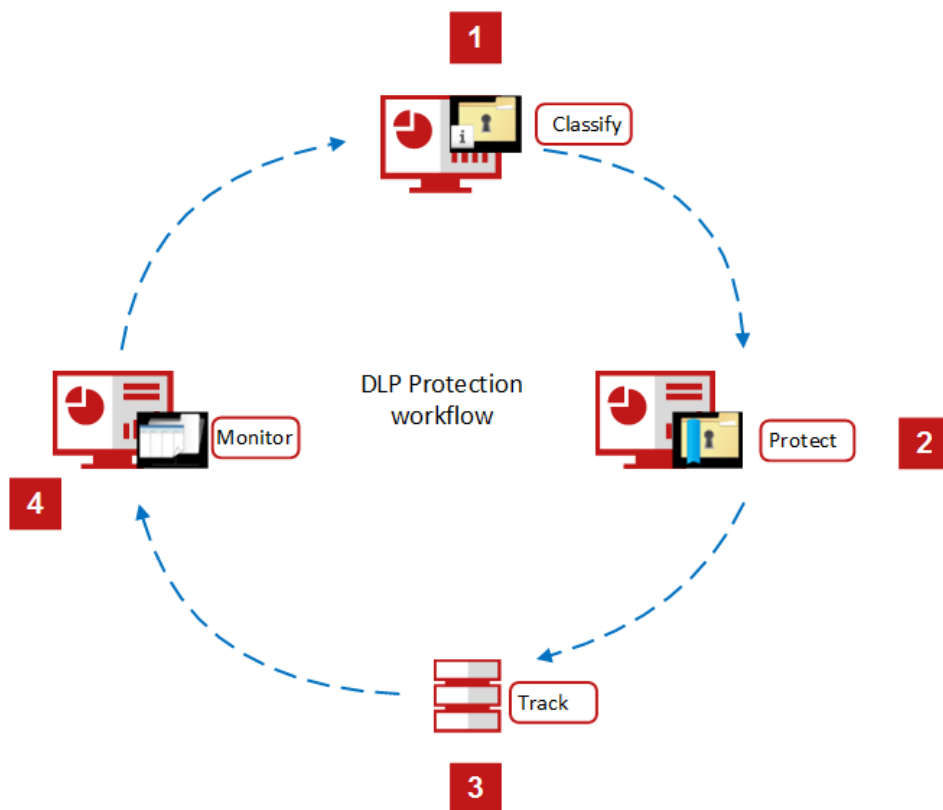 1
Classify
DLP Protection
workflow
Protect
2
Monitor
4
Track
3
i